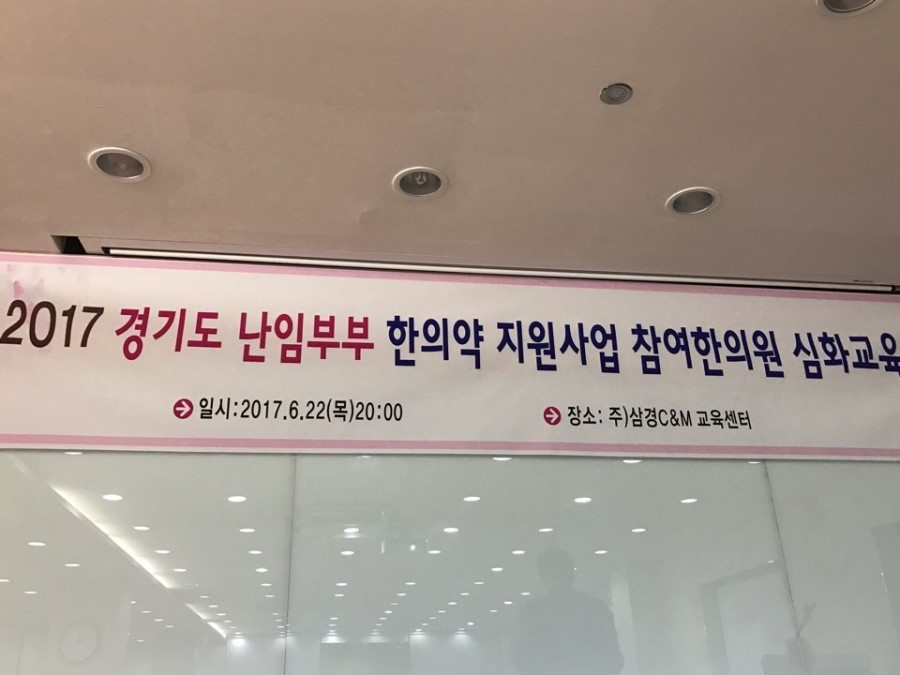 2017 경기도 난임부부 한의약 지원사업 참여한의원 심화교육
일시:2017.6.22(목)20:00
장소: 주)삼경C&M 교육센터